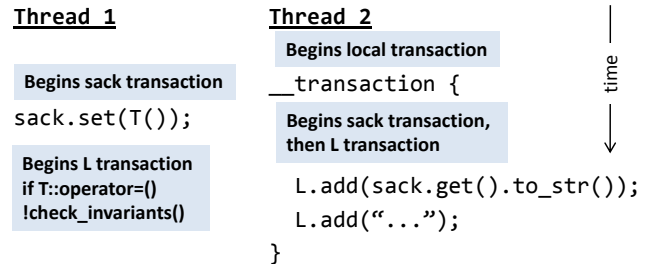 Thread 1
Begins sack transaction
sack.set(T());
Begins L transaction
if T::operator=()
!check_invariants()
Thread 2
Begins local transaction
__transaction {
Begins sack transaction,
then L transaction
L.add(sack.get().to_str());
L.add(“...”);
}
time